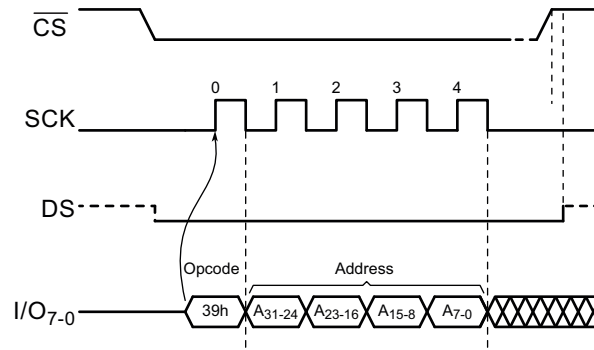 CS
0 1 2 3 4
SCK
DS
Opcode Address
I/O7-0 39h A31-24 A23-16 A15-8 A7-0